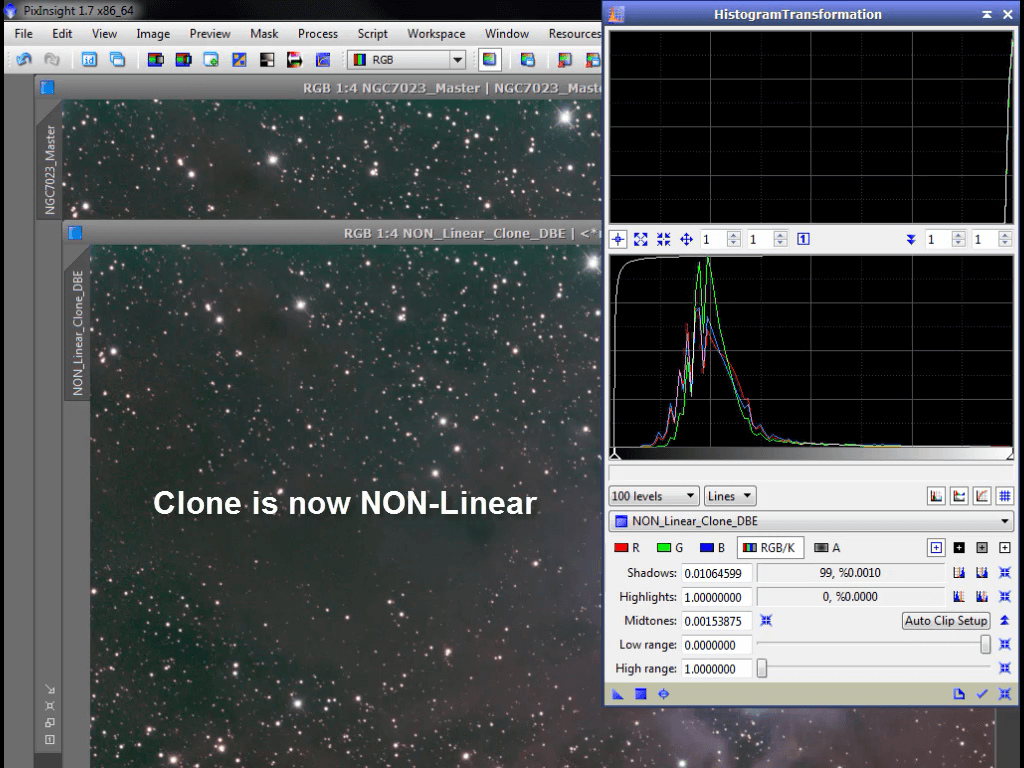 PixInsight 1.7 x86_64
HistogramTransformation
File Edit View Image Preview Mask Process Script Workspace Window Resources
RGB
RGB 1:4 NGC7023_Master | NGC7023_Maste
NGC7023_Master
1 1 1 1
RGB 1:4 NON_Linear_Clone_DBE | <*n
NON_Linear_Clone_DBE
Clone is now NON-Linear
100 levels Lines
NON_Linear_Clone_DBE
R G B RGB/K A
Shadows: 0.01064599 99, %0.0010
Highlights: 1.00000000 0, %0.0000
Midtones: 0.00153875 Auto Clip Setup
Low range: 0.0000000
High range: 1.0000000